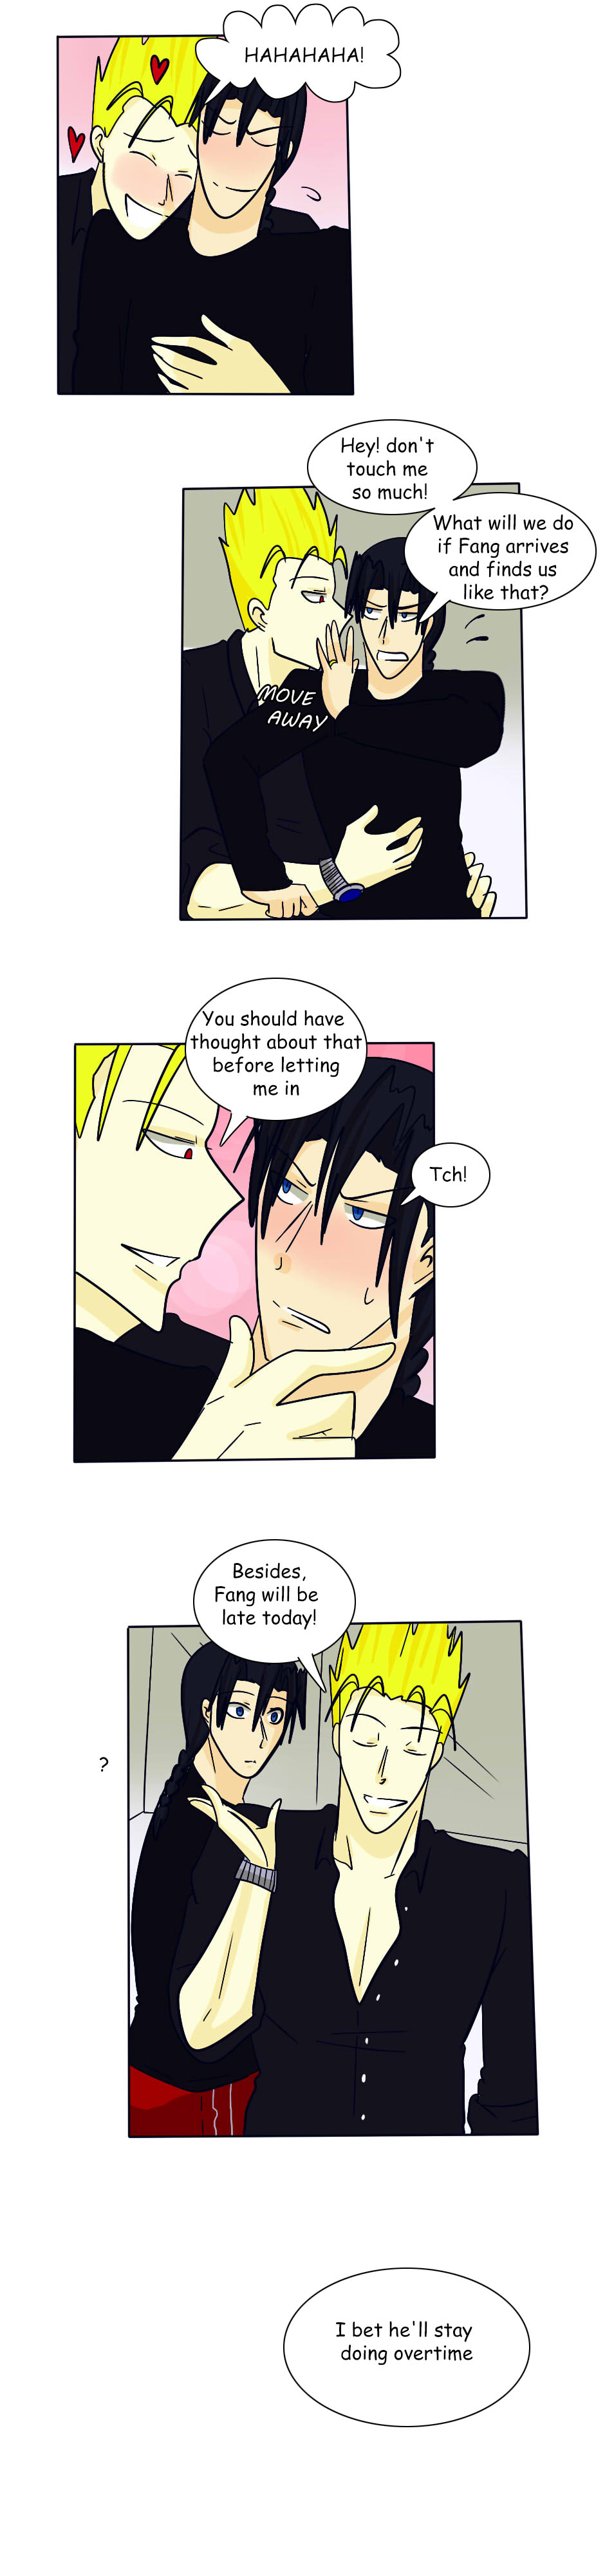 HAHAHAHA!
Hey! don't
touch me
so much!
What will we do
if Fang arrives
and finds us
like that?
MOVE
AWAY
You should have
thought about that
before letting
me in
Tch!
Besides,
Fang will be
late today!
?
I bet he'll stay
doing overtime